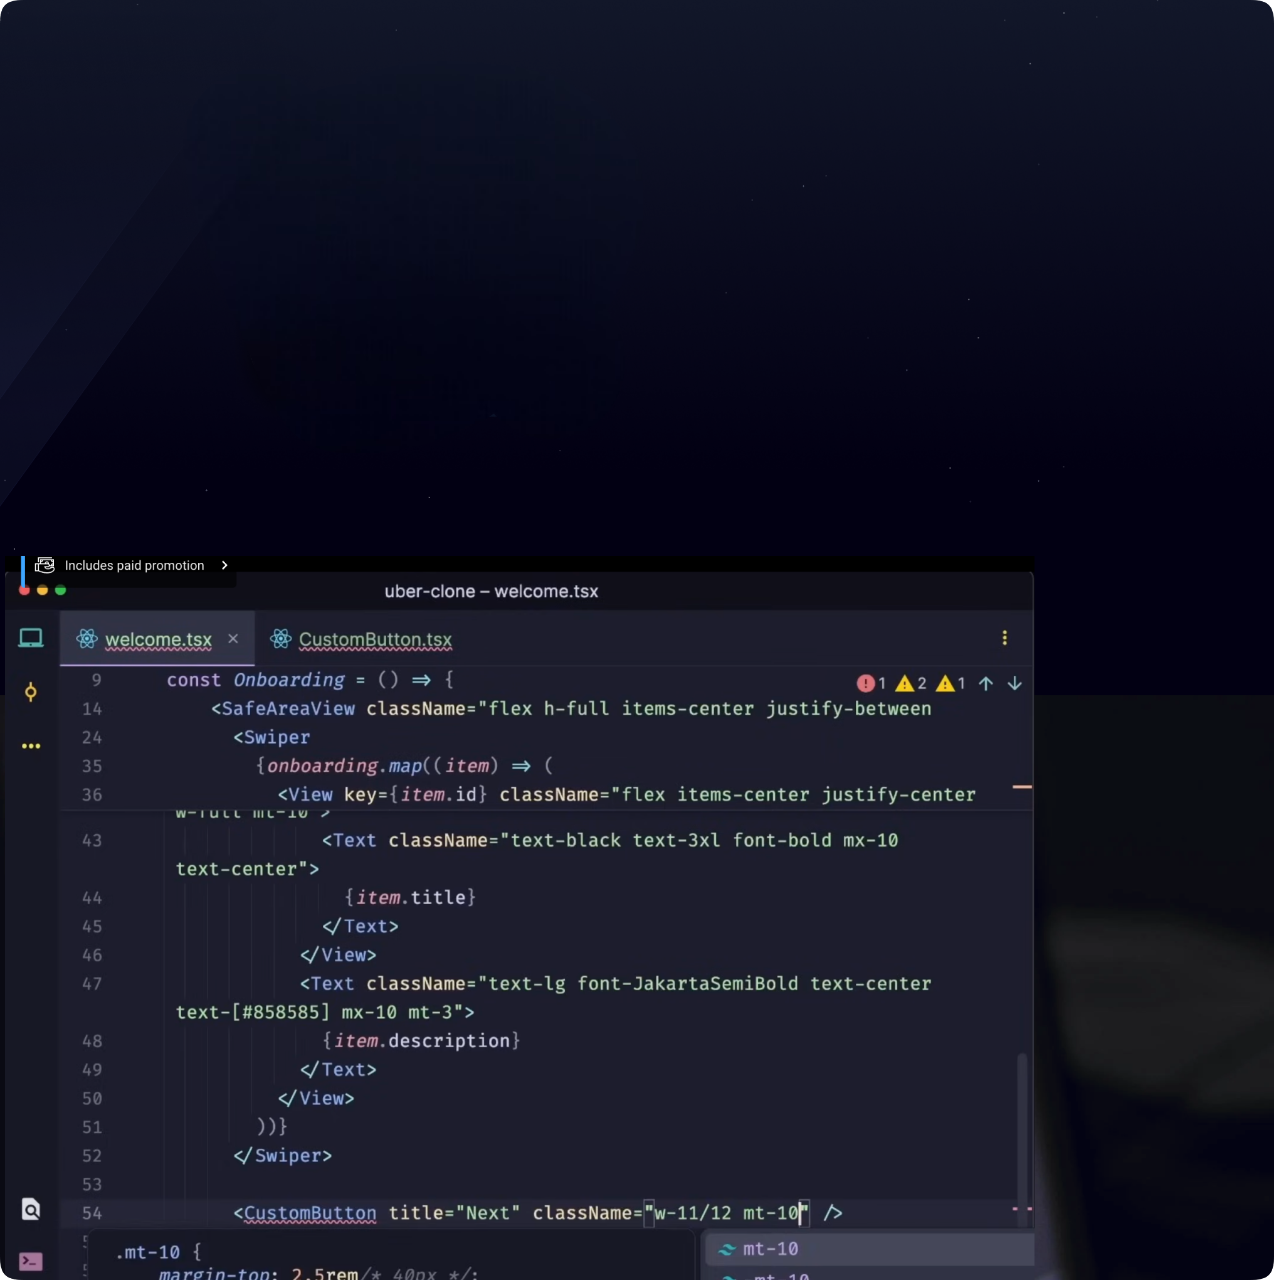 Includes paid promotion
uber-clone – welcome.tsx
welcome.tsx
CustomButton.tsx
9 const Onboarding = () => {
1 2 1
14 <SafeAreaView className="flex h-full items-center justify-between
24 <Swiper
35 {onboarding.map((item) => (
36 <View key={item.id} className="flex items-center justify-center
w-full mt-10">
43 <Text className="text-black text-3xl font-bold mx-10
text-center">
44 {item.title}
45 </Text>
46 </View>
47 <Text className="text-lg font-JakartaSemiBold text-center
text-[#858585] mx-10 mt-3">
48 {item.description}
49 </Text>
50 </View>
51 ))}
52 </Swiper>
53
54 <CustomButton title="Next" className="w-11/12 mt-10" />
.mt-10 {
mt-10
margin-top: 2.5rem/* 40px */;
-mt-10